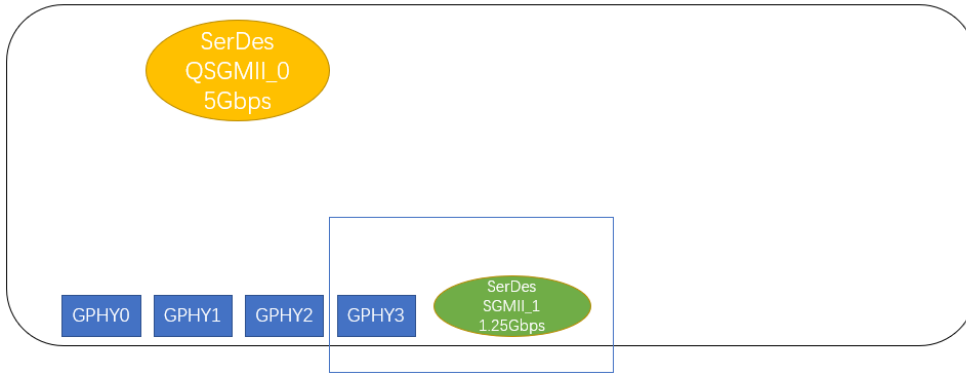 SerDes
QSGMII_0
5Gbps
GPHY0
GPHY1
GPHY2
GPHY3
SerDes
SGMII_1
1.25Gbps